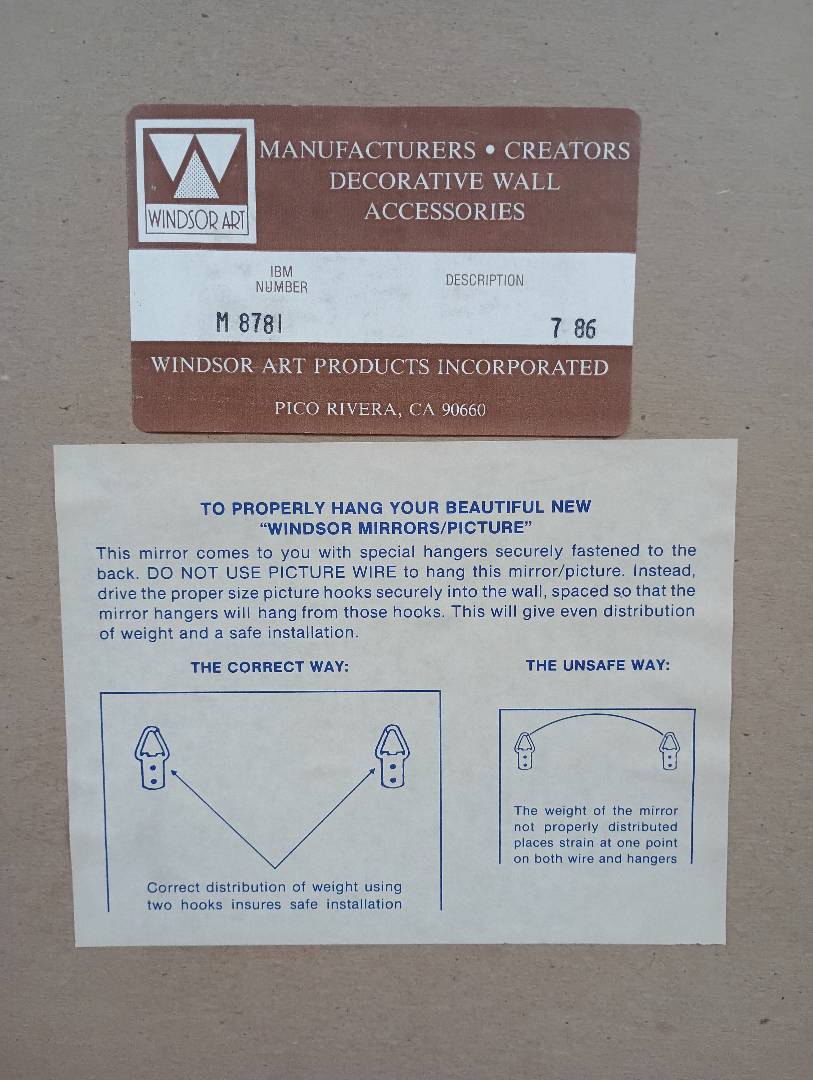 MANUFACTURERS • CREATORS
DECORATIVE WALL
ACCESSORIES
WINDSOR ART
IBM
NUMBER
DESCRIPTION
M 8781
7 86
WINDSOR ART PRODUCTS INCORPORATED
PICO RIVERA, CA 90660
TO PROPERLY HANG YOUR BEAUTIFUL NEW
“WINDSOR MIRRORS/PICTURE”
This mirror comes to you with special hangers securely fastened to the
back. DO NOT USE PICTURE WIRE to hang this mirror/picture. Instead,
drive the proper size picture hooks securely into the wall, spaced so that the
mirror hangers will hang from those hooks. This will give even distribution
of weight and a safe installation.
THE CORRECT WAY:
Correct distribution of weight using
two hooks insures safe installation
THE UNSAFE WAY:
The weight of the mirror
not properly distributed
places strain at one point
on both wire and hangers